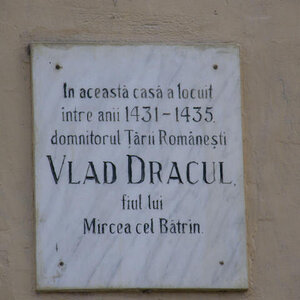 In această casă a locuit
între anii 1431-1435
domnitorul Țării Românești
VLAD DRACUL,
fiul lui
Mircea cel Bătrîn.